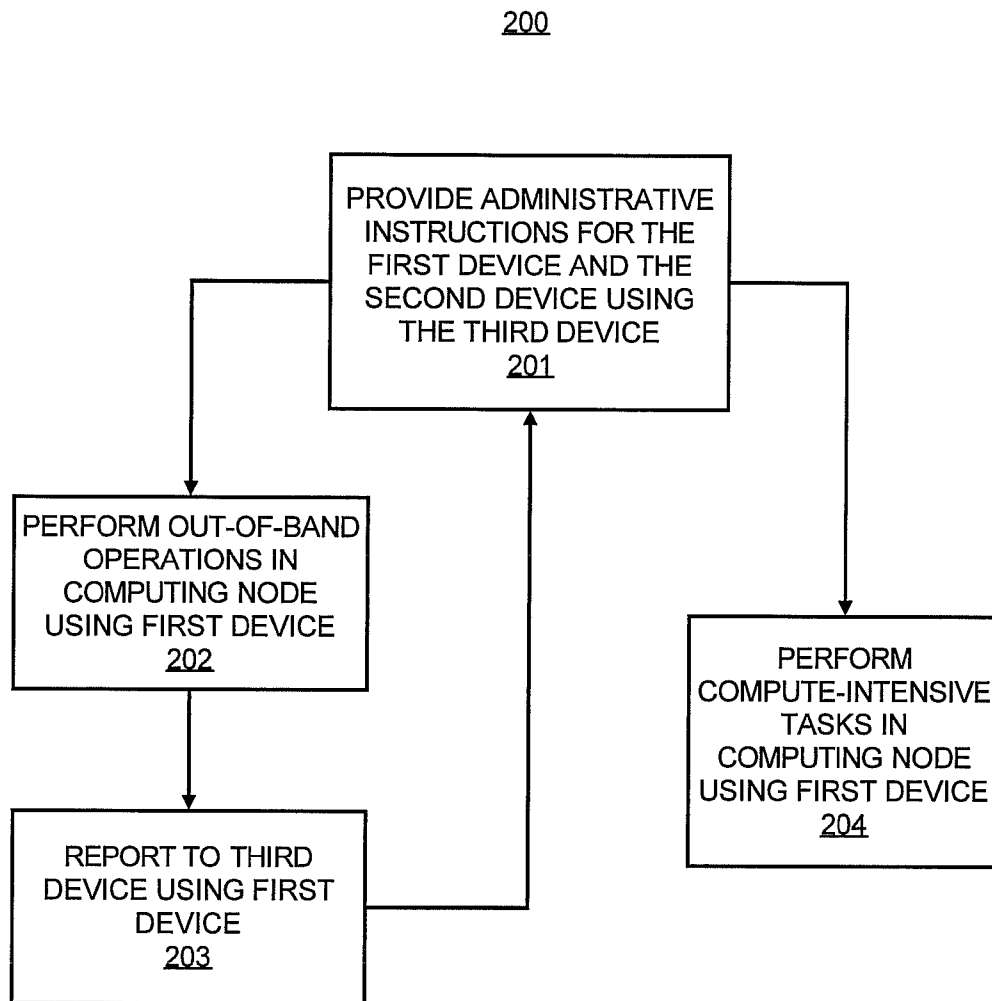 200
PROVIDE ADMINISTRATIVE
INSTRUCTIONS FOR THE
FIRST DEVICE AND THE
SECOND DEVICE USING
THE THIRD DEVICE
201
PERFORM OUT-OF-BAND
OPERATIONS IN
COMPUTING NODE
USING FIRST DEVICE
202
REPORT TO THIRD
DEVICE USING FIRST
DEVICE
203
PERFORM
COMPUTE-INTENSIVE
TASKS IN
COMPUTING NODE
USING FIRST DEVICE
204